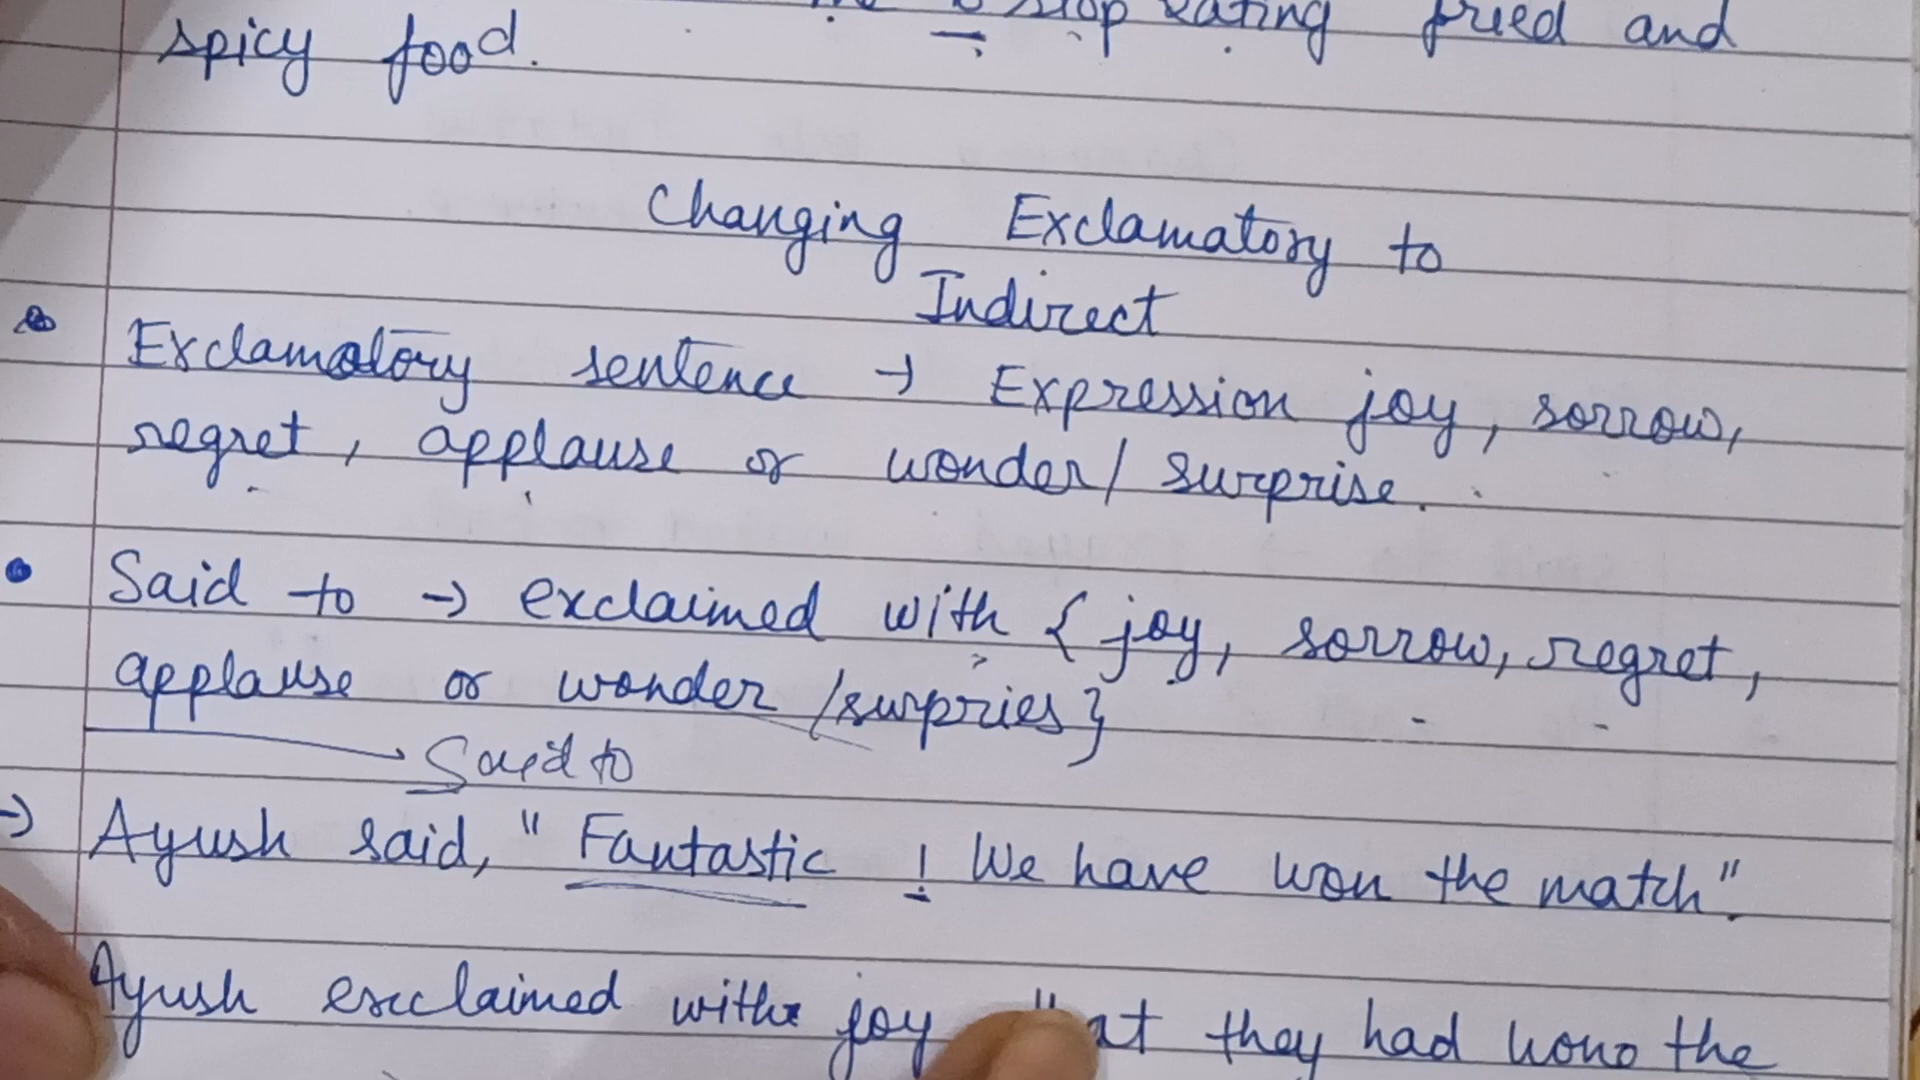 stop eating fried and
spicy food.
Changing Exclamatory to
Indirect
Exclamatory sentence → Expression joy, sorrow,
regret, applause or wonder/ surprise.
Said to → exclaimed with { joy, sorrow, regret,
applause or wonder /surpries}
Said to
→ Ayush said, "Fantastic ! We have won the match".
Ayush exclaimed with joy at they had won the